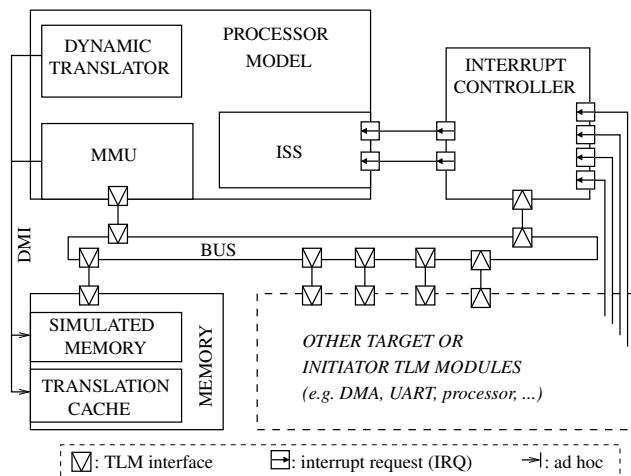 DYNAMIC
TRANSLATOR
PROCESSOR
MODEL
INTERRUPT
CONTROLLER
MMU
ISS
DMI
BUS
SIMULATED
MEMORY
TRANSLATION
CACHE
MEMORY
OTHER TARGET OR
INITIATOR TLM MODULES
(e.g. DMA, UART, processor, ...)
: TLM interface
: interrupt request (IRQ)
: ad hoc